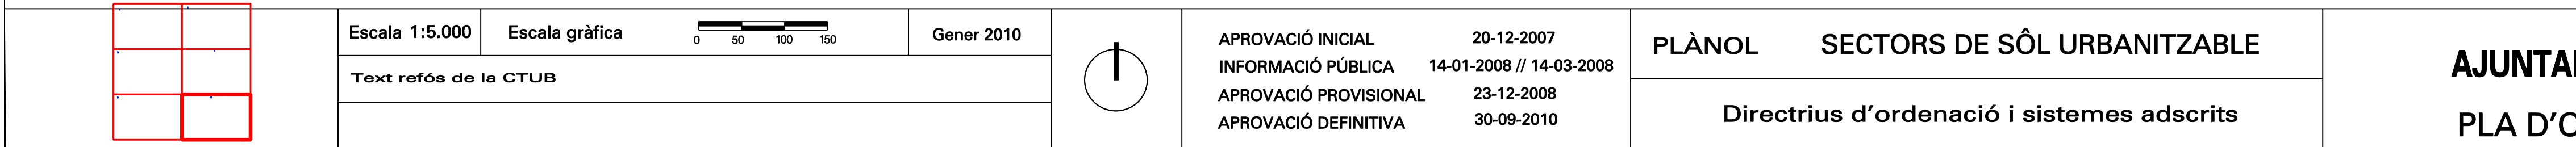 Escala 1:5.000
Escala gràfica
0 50 100 150
Gener 2010
Text refós de la CTUB
APROVACIÓ INICIAL 20-12-2007
INFORMACIÓ PÚBLICA 14-01-2008 // 14-03-2008
APROVACIÓ PROVISIONAL 23-12-2008
APROVACIÓ DEFINITIVA 30-09-2010
PLÀNOL SECTORS DE SÔL URBANITZABLE
Directrius d'ordenació i sistemes adscrits
PLA D'O